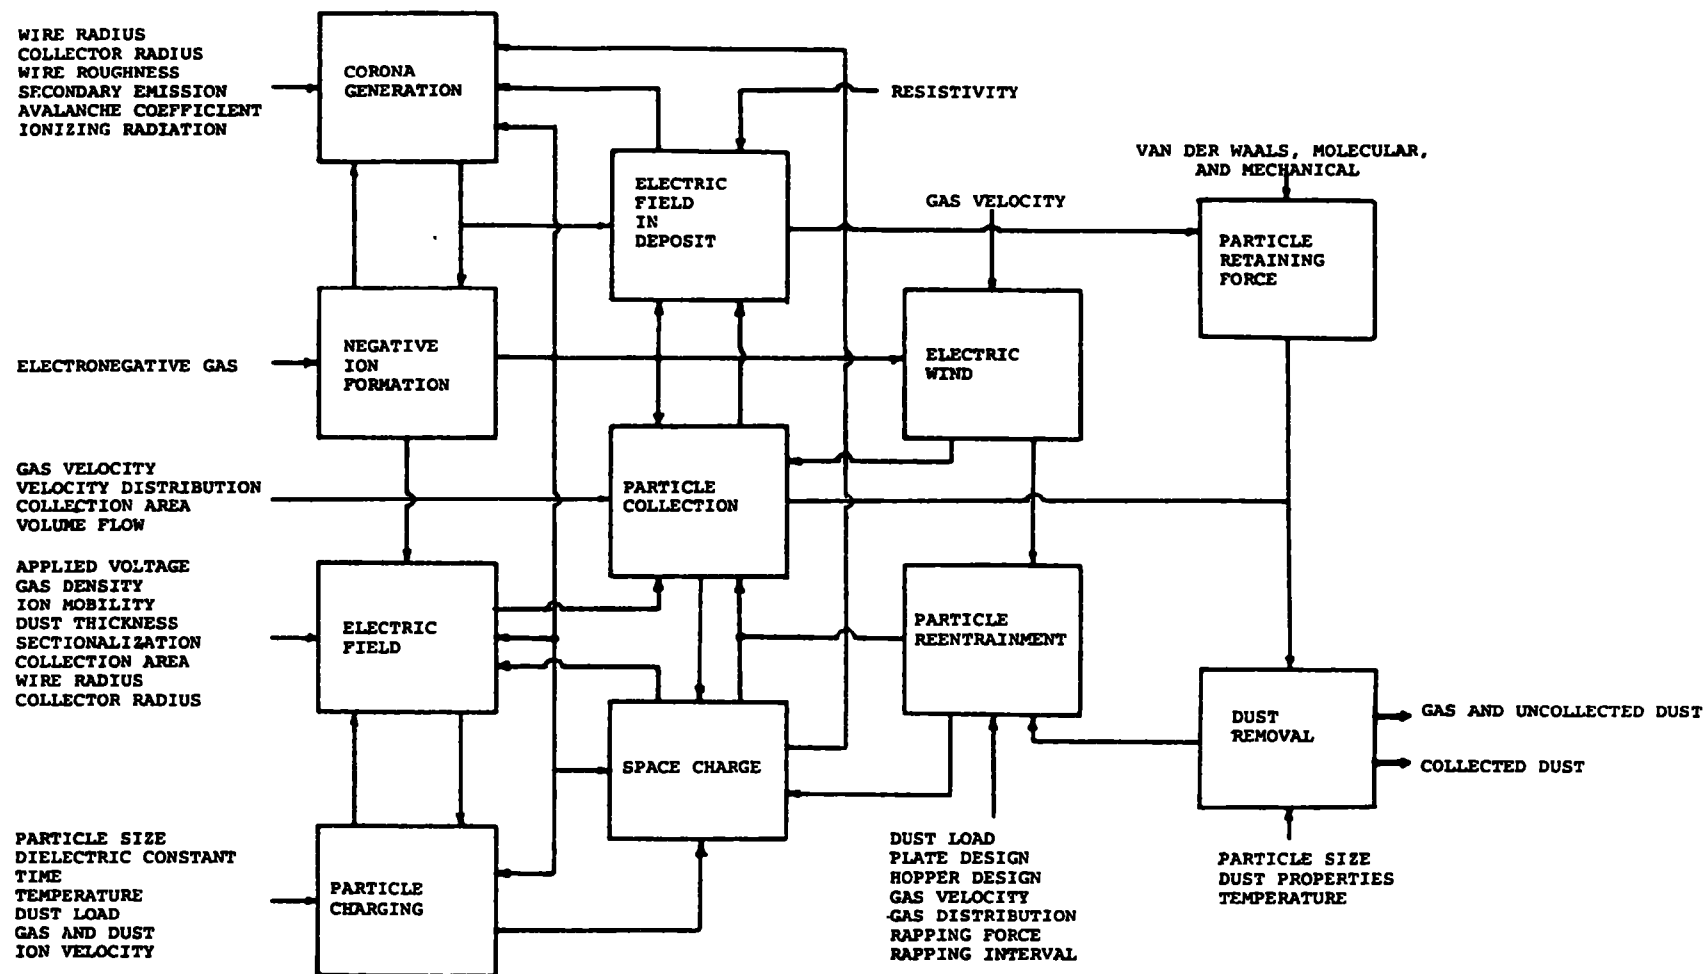 WIRE RADIUS
COLLECTOR RADIUS
WIRE ROUGHNESS
SECONDARY EMISSION
AVALANCHE COEFFICIENT
IONIZING RADIATION
CORONA
GENERATION
RESISTIVITY
ELECTRIC
FIELD
IN
DEPOSIT
VAN DER WAALS, MOLECULAR,
AND MECHANICAL
GAS VELOCITY
PARTICLE
RETAINING
FORCE
ELECTRONEGATIVE GAS
NEGATIVE
ION
FORMATION
ELECTRIC
WIND
GAS VELOCITY
VELOCITY DISTRIBUTION
COLLECTION AREA
VOLUME FLOW
PARTICLE
COLLECTION
APPLIED VOLTAGE
GAS DENSITY
ION MOBILITY
DUST THICKNESS
SECTIONALIZATION
COLLECTION AREA
WIRE RADIUS
COLLECTOR RADIUS
ELECTRIC
FIELD
PARTICLE
REENTRAINMENT
SPACE CHARGE
DUST
REMOVAL
GAS AND UNCOLLECTED DUST
COLLECTED DUST
PARTICLE SIZE
DIELECTRIC CONSTANT
TIME
TEMPERATURE
DUST LOAD
GAS AND DUST
ION VELOCITY
PARTICLE
CHARGING
DUST LOAD
PLATE DESIGN
HOPPER DESIGN
GAS VELOCITY
GAS DISTRIBUTION
RAPPING FORCE
RAPPING INTERVAL
PARTICLE SIZE
DUST PROPERTIES
TEMPERATURE